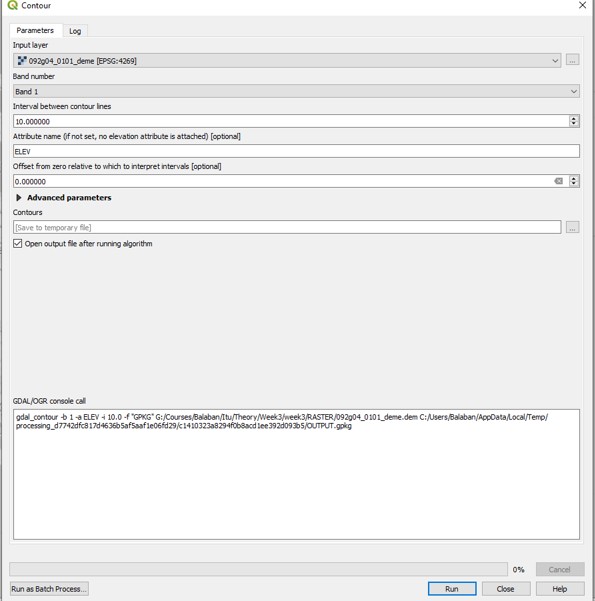 Contour
Parameters
Log
Input layer
092g04_0101_deme [EPSG:4269]
...
Band number
Band 1
Interval between contour lines
10.000000
Attribute name (if not set, no elevation attribute is attached) [optional]
ELEV
Offset from zero relative to which to interpret intervals [optional]
0.000000
Advanced parameters
Contours
[Save to temporary file]
...
Open output file after running algorithm
GDAL/OGR console call
gdal_contour -b 1 -a ELEV -i 10.0 -f "GPKG" G:/Courses/Balaban/Itu/Theory/Week3/week3/RASTER/092g04_0101_deme.dem C:/Users/Balaban/AppData/Local/Temp/
processing_d7742dfc817d4636b5af5aaf1e06fd29/c1410323a8294f0b8acd1ee392d093b5/OUTPUT.gpkg
0%
Cancel
Run as Batch Process...
Run
Close
Help